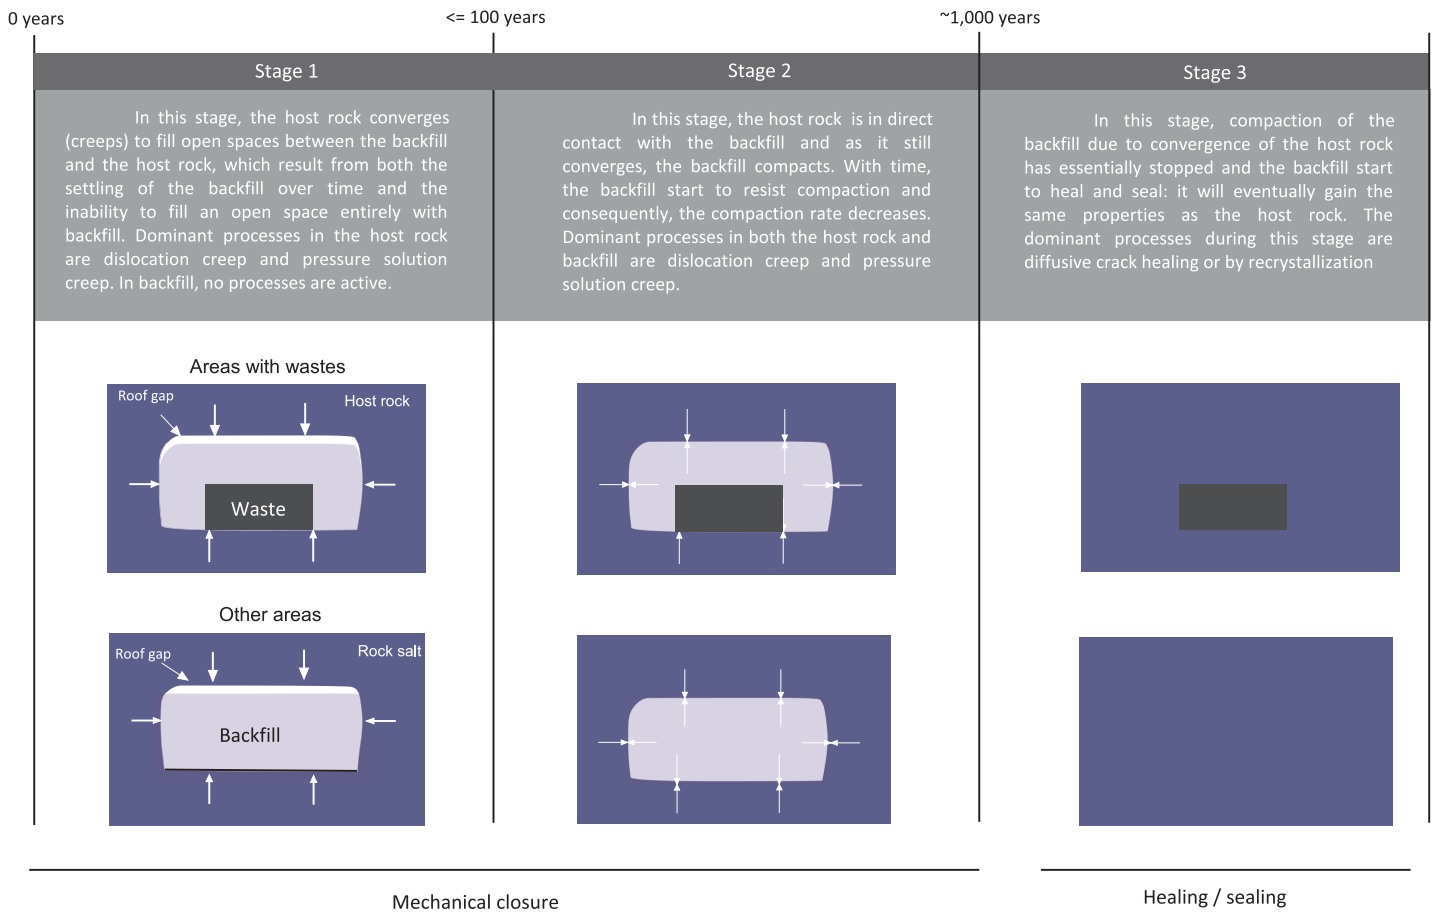 0 years
<= 100 years
~1,000 years
Stage 1
Stage 2
Stage 3
In this stage, the host rock converges
(creeps) to fill open spaces between the backfill
and the host rock, which result from both the
settling of the backfill over time and the
inability to fill an open space entirely with
backfill. Dominant processes in the host rock
are dislocation creep and pressure solution
creep. In backfill, no processes are active.
In this stage, the host rock is in direct
contact with the backfill and as it still
converges, the backfill compacts. With time,
the backfill start to resist compaction and
consequently, the compaction rate decreases.
Dominant processes in both the host rock and
backfill are dislocation creep and pressure
solution creep.
In this stage, compaction of the
backfill due to convergence of the host rock
has essentially stopped and the backfill start
to heal and seal: it will eventually gain the
same properties as the host rock. The
dominant processes during this stage are
diffusive crack healing or by recrystallization
Areas with wastes
Roof gap
Host rock
Waste
Other areas
Roof gap
Rock salt
Backfill
Mechanical closure
Healing / sealing